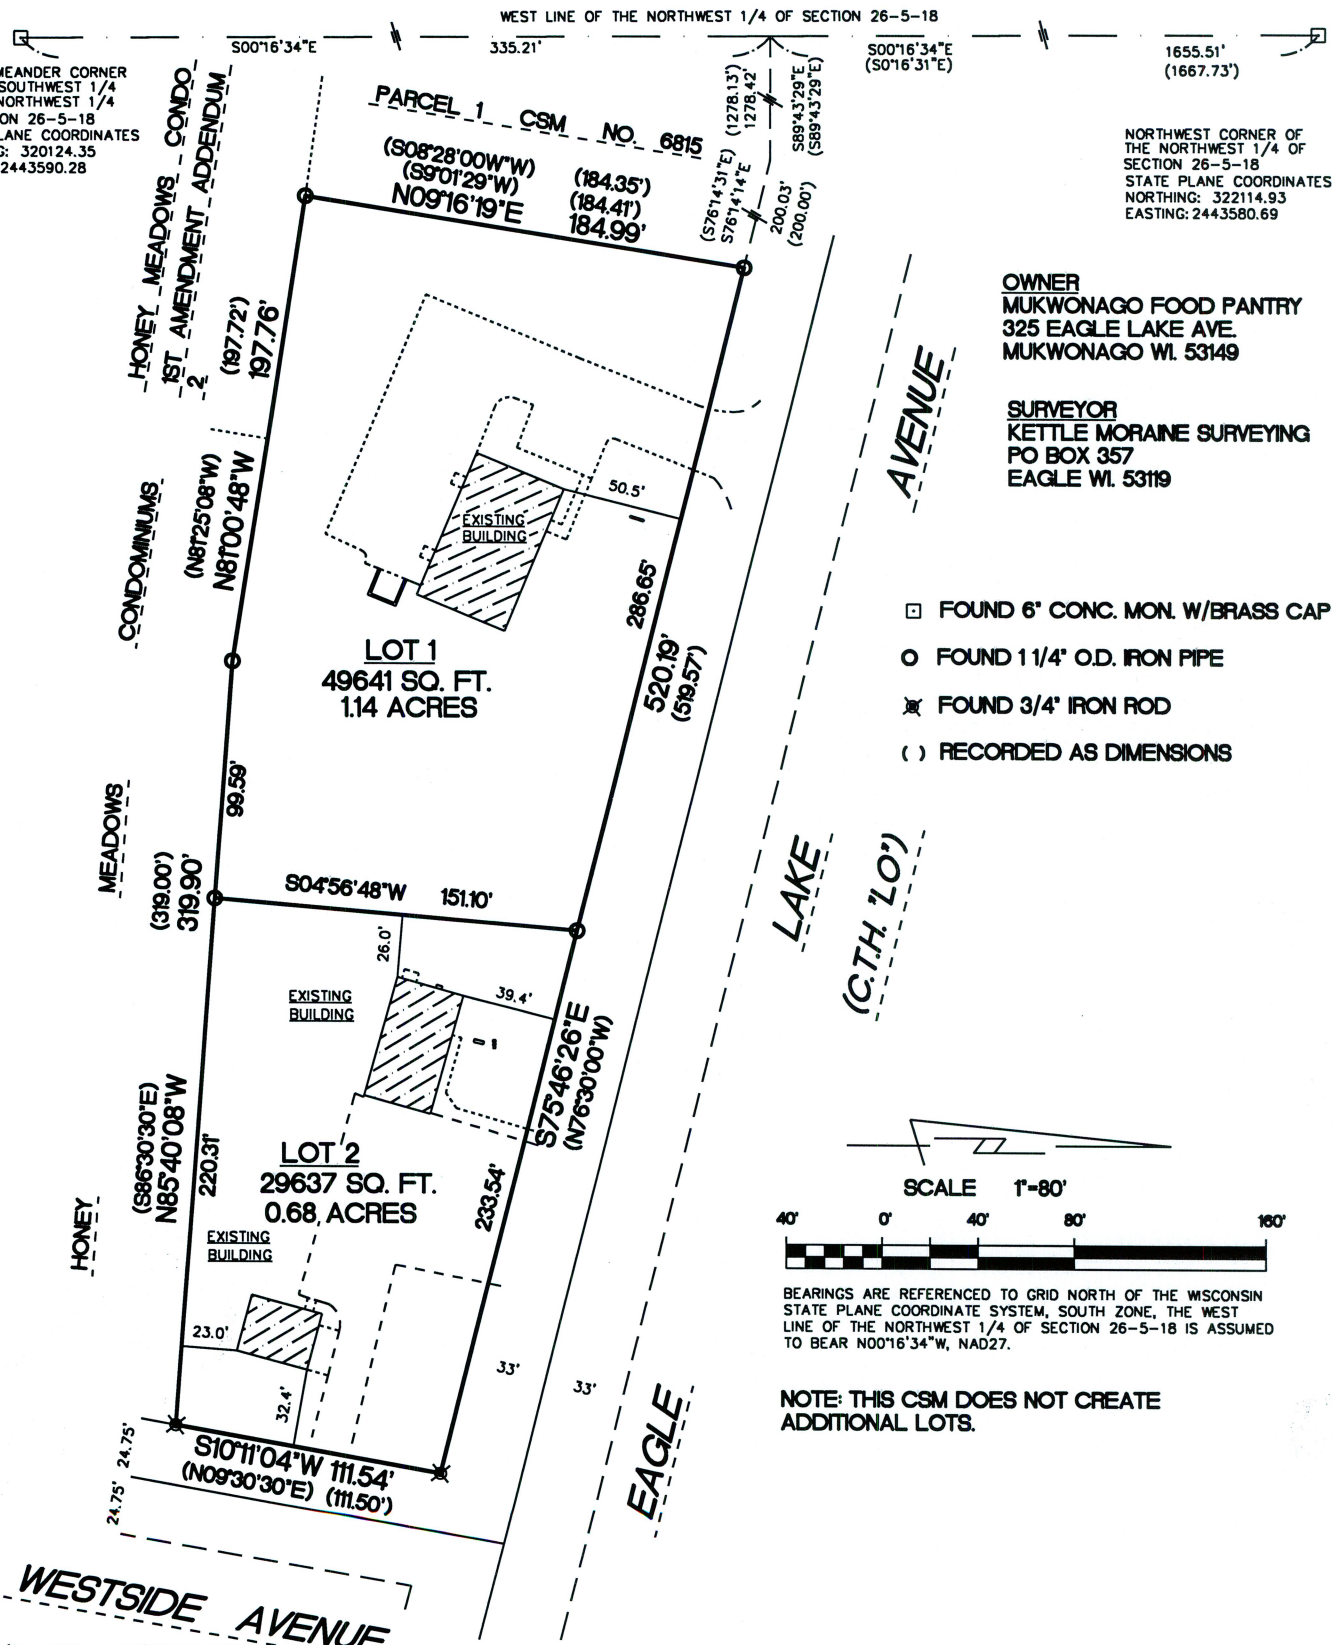 WEST LINE OF THE NORTHWEST 1/4 OF SECTION 26-5-18
S00°16'34"E
335.21'
S00°16'34"E
(S0°16'31"E)
1655.51'
(1667.73')
MEANDER CORNER
SOUTHWEST 1/4
NORTHWEST 1/4
ON 26-5-18
LANE COORDINATES
G: 320124.35
2443590.28
HONEY MEADOWS CONDO
1ST AMENDMENT ADDENDUM
2
PARCEL 1 CSM NO. 6815
(S08°28'00W"W)
(S9°01'29"W)
N09°16'19"E
(184.35')
(184.41')
184.99'
(1278.13')
1278.42'
S89°43'29"E
(S89°43'29"E)
(S76°14'31"E)
S76°14'14"E
200.03'
(200.00')
NORTHWEST CORNER OF
THE NORTHWEST 1/4 OF
SECTION 26-5-18
STATE PLANE COORDINATES
NORTHING: 322114.93
EASTING: 2443580.69
OWNER
MUKWONAGO FOOD PANTRY
325 EAGLE LAKE AVE.
MUKWONAGO WI. 53149
SURVEYOR
KETTLE MORAINE SURVEYING
PO BOX 357
EAGLE WI. 53119
(197.72')
197.76'
(N81°25'08"W)
N81°00'48"W
CONDOMINIUMS
MEADOWS
HONEY
EXISTING
BUILDING
50.5'
286.65'
520.19'
(519.57')
AVENUE
LAKE
EAGLE
(C.T.H. "LO")
FOUND 6" CONC. MON. W/BRASS CAP
FOUND 1 1/4" O.D. IRON PIPE
FOUND 3/4" IRON ROD
( ) RECORDED AS DIMENSIONS
LOT 1
49641 SQ. FT.
1.14 ACRES
99.59'
(319.00')
319.90'
S04°56'48"W 151.10'
26.0'
EXISTING
BUILDING
39.4'
S75°46'26"E
(N76°30'00"W)
(S86°30'30"E)
N85°40'08"W
220.31'
LOT 2
29637 SQ. FT.
0.68 ACRES
233.54'
EXISTING
BUILDING
23.0'
32.4'
33'
33'
24.75'
24.75'
S10°11'04"W 111.54'
(N09°30'30"E) (111.50')
WESTSIDE AVENUE
SCALE 1"=80'
40' 0' 40' 80' 160'
BEARINGS ARE REFERENCED TO GRID NORTH OF THE WISCONSIN
STATE PLANE COORDINATE SYSTEM, SOUTH ZONE, THE WEST
LINE OF THE NORTHWEST 1/4 OF SECTION 26-5-18 IS ASSUMED
TO BEAR N00°16'34"W, NAD27.
NOTE: THIS CSM DOES NOT CREATE
ADDITIONAL LOTS.